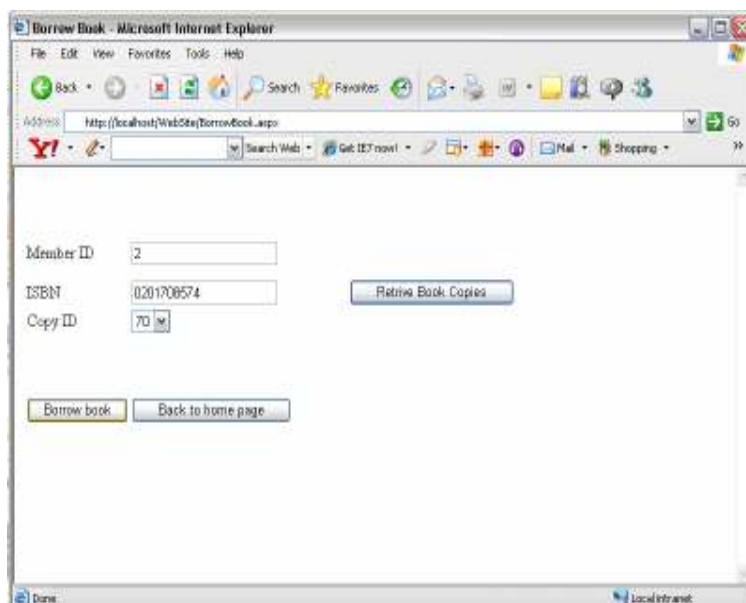 Borrow Book - Microsoft Internet Explorer
File Edit View Favorites Tools Help
Back Search Favorites
Address http://localhost/WebSite/BorrowBook.aspx Go
Y! Search Web Get IE7 now! Mail Shopping »
Member ID 2
ISBN 0201708574 Retrive Book Copies
Copy ID 70
Borrow book Back to home page
Done Local intranet